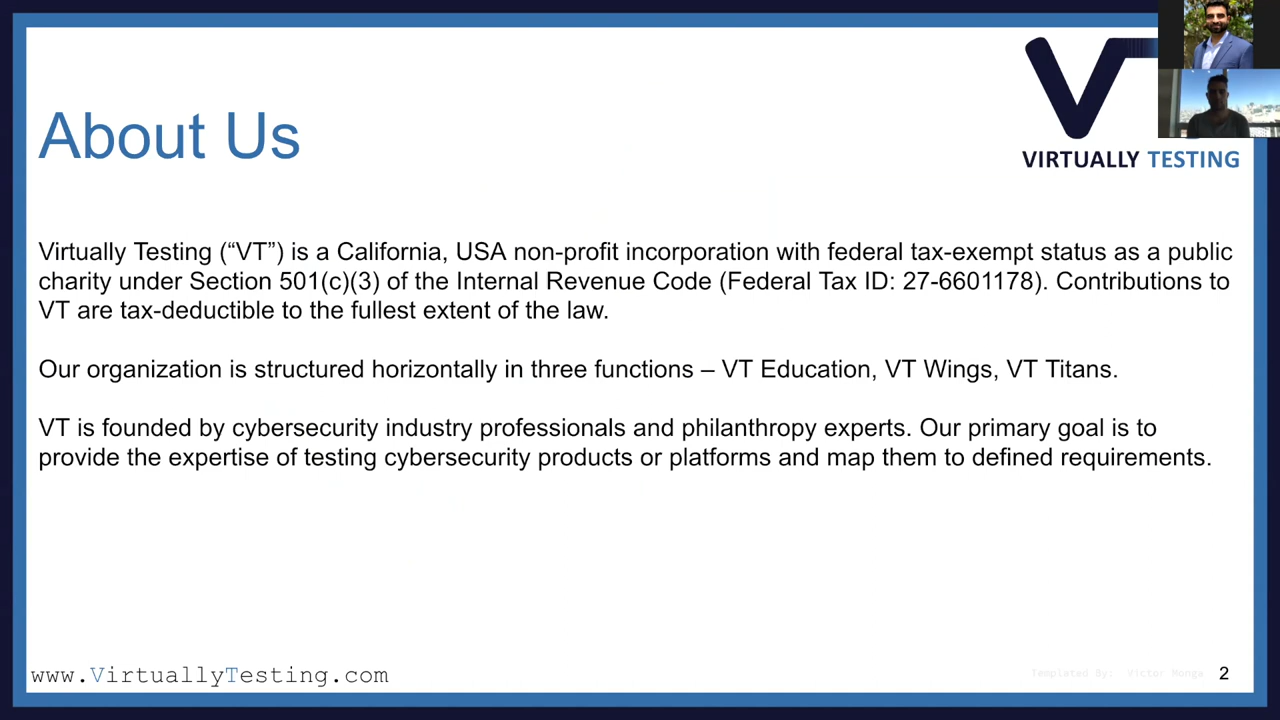 VIRTUALLY TESTING
About Us
Virtually Testing (“VT”) is a California, USA non-profit incorporation with federal tax-exempt status as a public
charity under Section 501(c)(3) of the Internal Revenue Code (Federal Tax ID: 27-6601178). Contributions to
VT are tax-deductible to the fullest extent of the law.
Our organization is structured horizontally in three functions – VT Education, VT Wings, VT Titans.
VT is founded by cybersecurity industry professionals and philanthropy experts. Our primary goal is to
provide the expertise of testing cybersecurity products or platforms and map them to defined requirements.
www.VirtuallyTesting.com
Templated By: Victor Monga
2